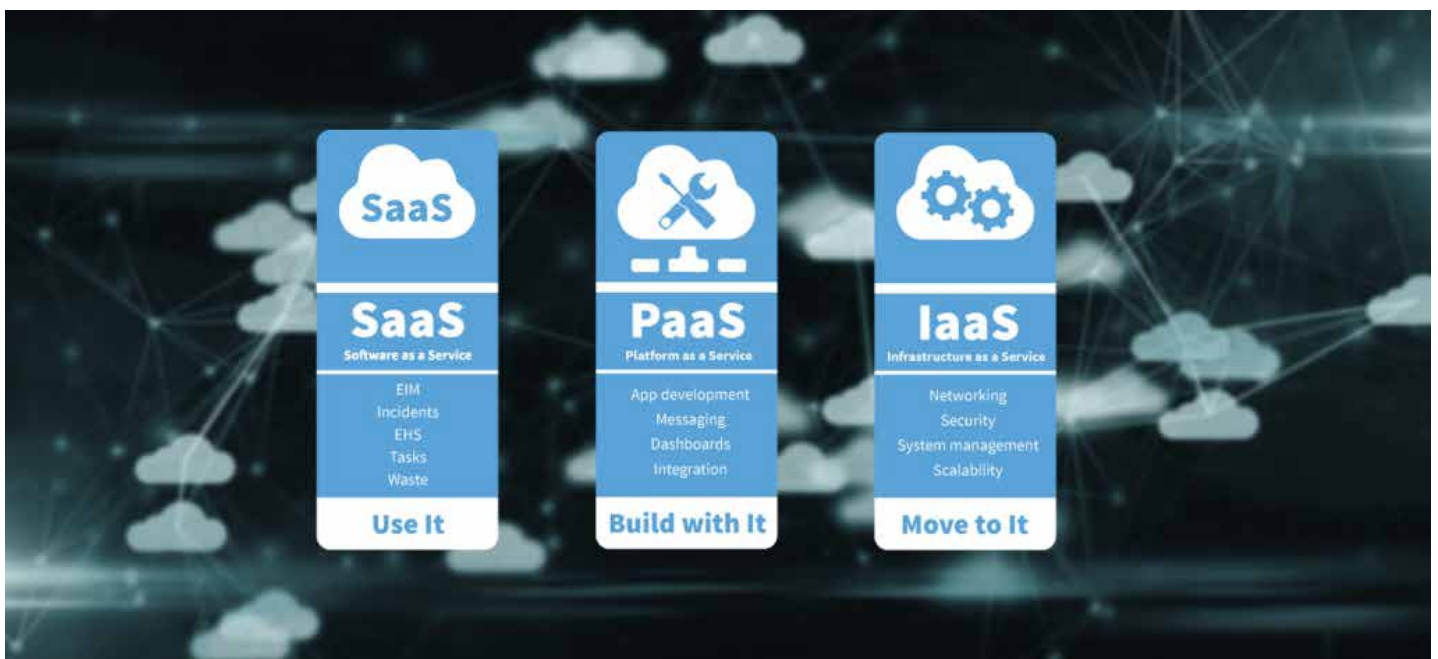 SaaS
SaaS
Software as a Service
EIM
Incidents
EHS
Tasks
Waste
Use It
PaaS
Platform as a Service
App development
Messaging
Dashboards
Integration
Build with It
IaaS
Infrastructure as a Service
Networking
Security
System management
Scalability
Move to It